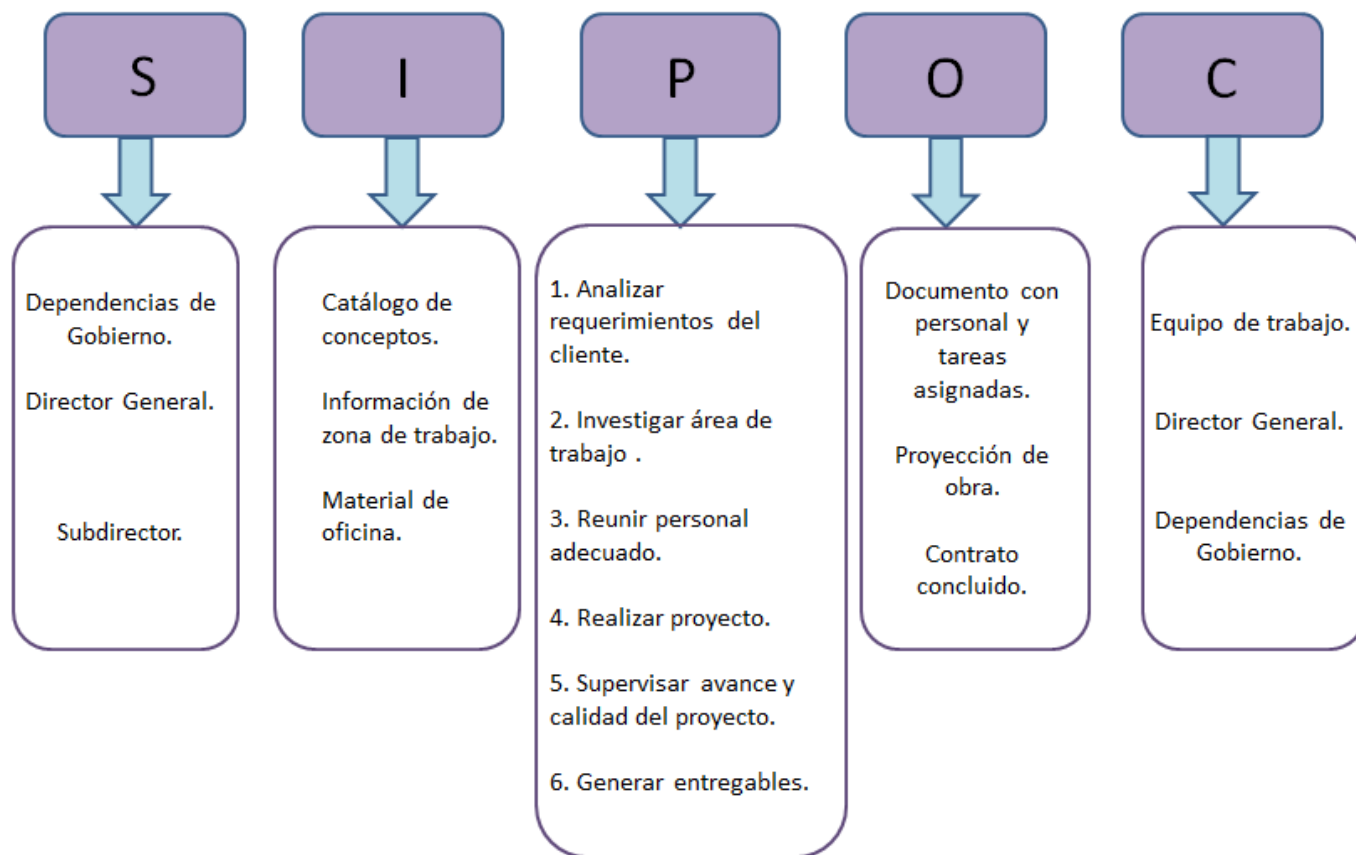 S
I
P
O
C
Dependencias de
Gobierno.
Director General.
Subdirector.
Catálogo de
conceptos.
Información de
zona de trabajo.
Material de
oficina.
1. Analizar
requerimientos del
cliente.
2. Investigar área de
trabajo .
3. Reunir personal
adecuado.
4. Realizar proyecto.
5. Supervisar avance y
calidad del proyecto.
6. Generar entregables.
Documento con
personal y
tareas
asignadas.
Proyección de
obra.
Contrato
concluido.
Equipo de trabajo.
Director General.
Dependencias de
Gobierno.